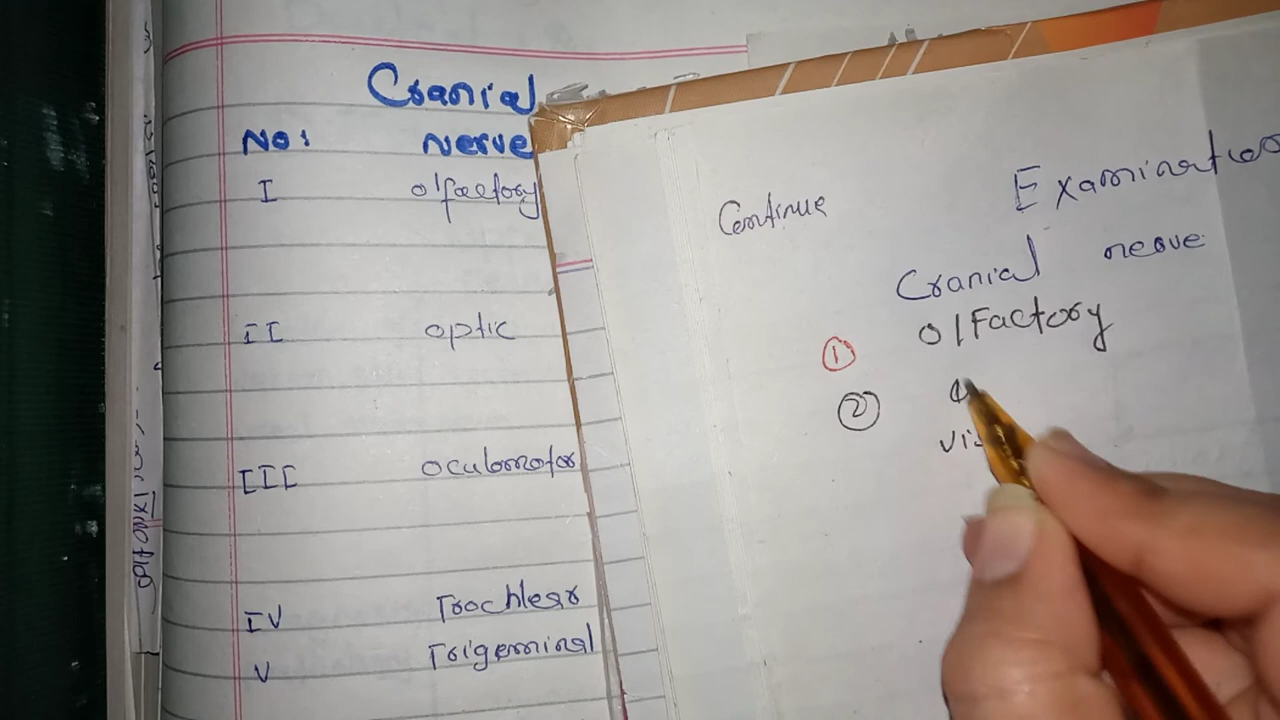 Cranial
No: nerve
I olfactory
II optic
III oculomotor
IV Trochlear
V Trigeminal
Continue Examination
Cranial nerve
① olfactory
②